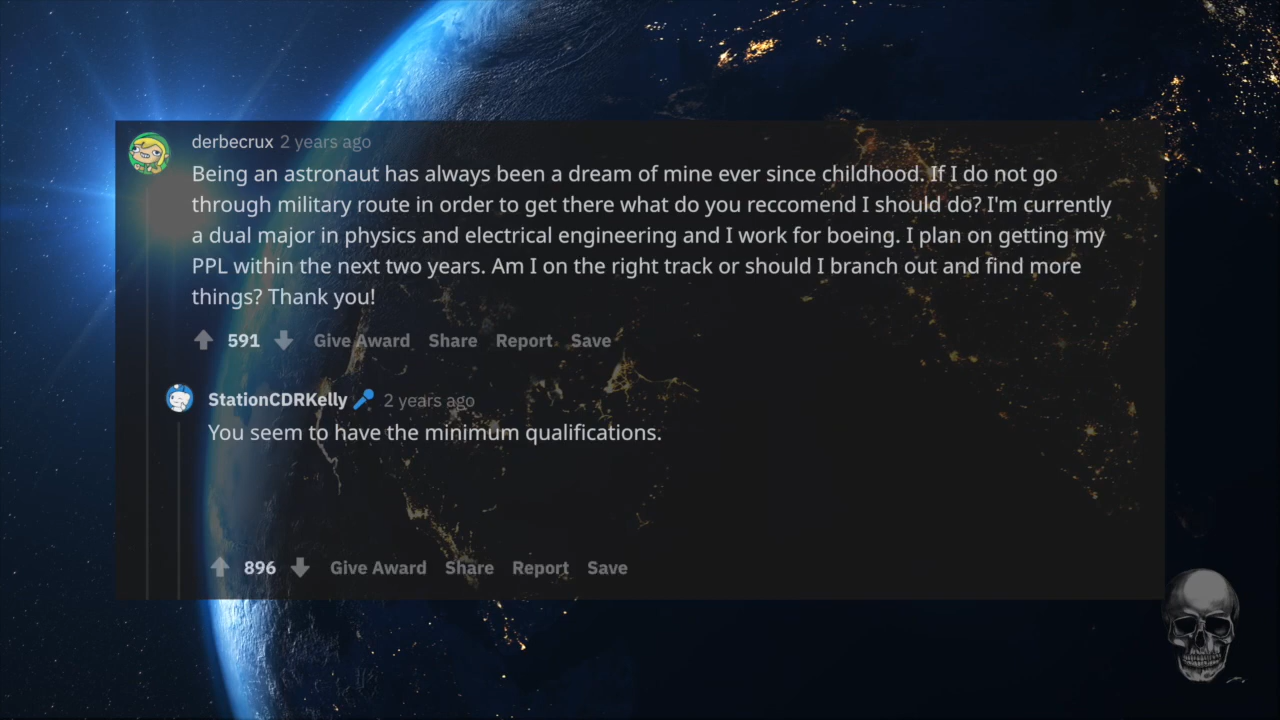 derbecrux 2 years ago
Being an astronaut has always been a dream of mine ever since childhood. If I do not go
through military route in order to get there what do you reccomend I should do? I'm currently
a dual major in physics and electrical engineering and I work for boeing. I plan on getting my
PPL within the next two years. Am I on the right track or should I branch out and find more
things? Thank you!
591 Give Award Share Report Save
StationCDRKelly 2 years ago
You seem to have the minimum qualifications.
896 Give Award Share Report Save